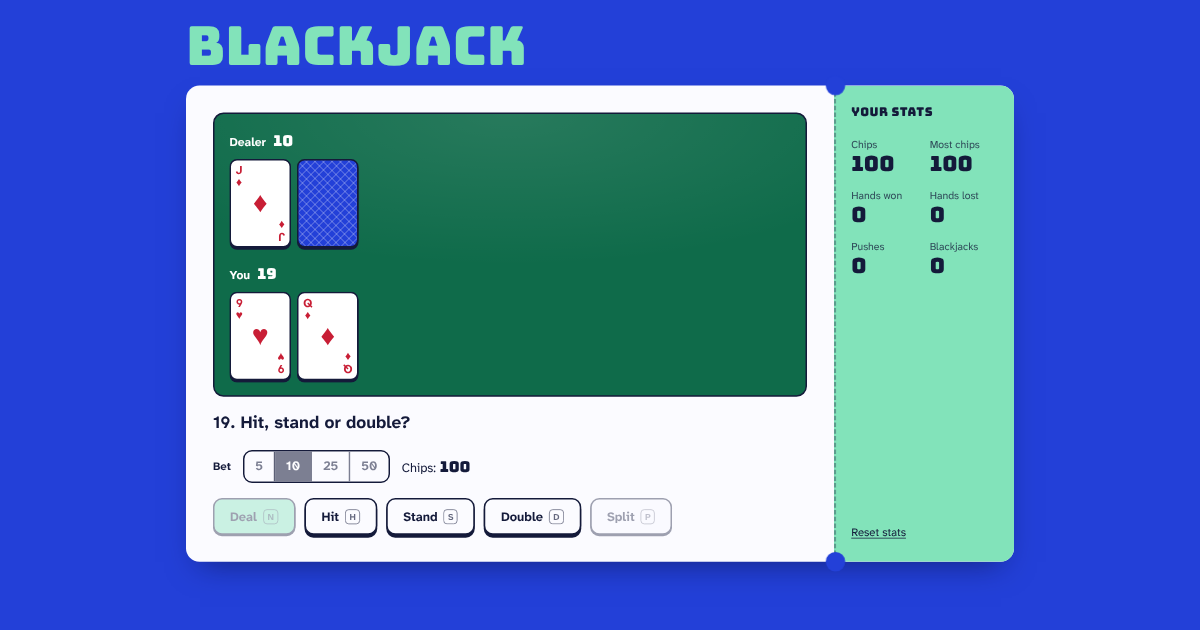 BLACKJACK
Dealer 10
J
J
You 19
9
9
Q
Q
19. Hit, stand or double?
Bet 5 10 25 50 Chips: 100
Deal N Hit H Stand S Double D Split P
YOUR STATS
Chips Most chips
100 100
Hands won Hands lost
0 0
Pushes Blackjacks
0 0
Reset stats